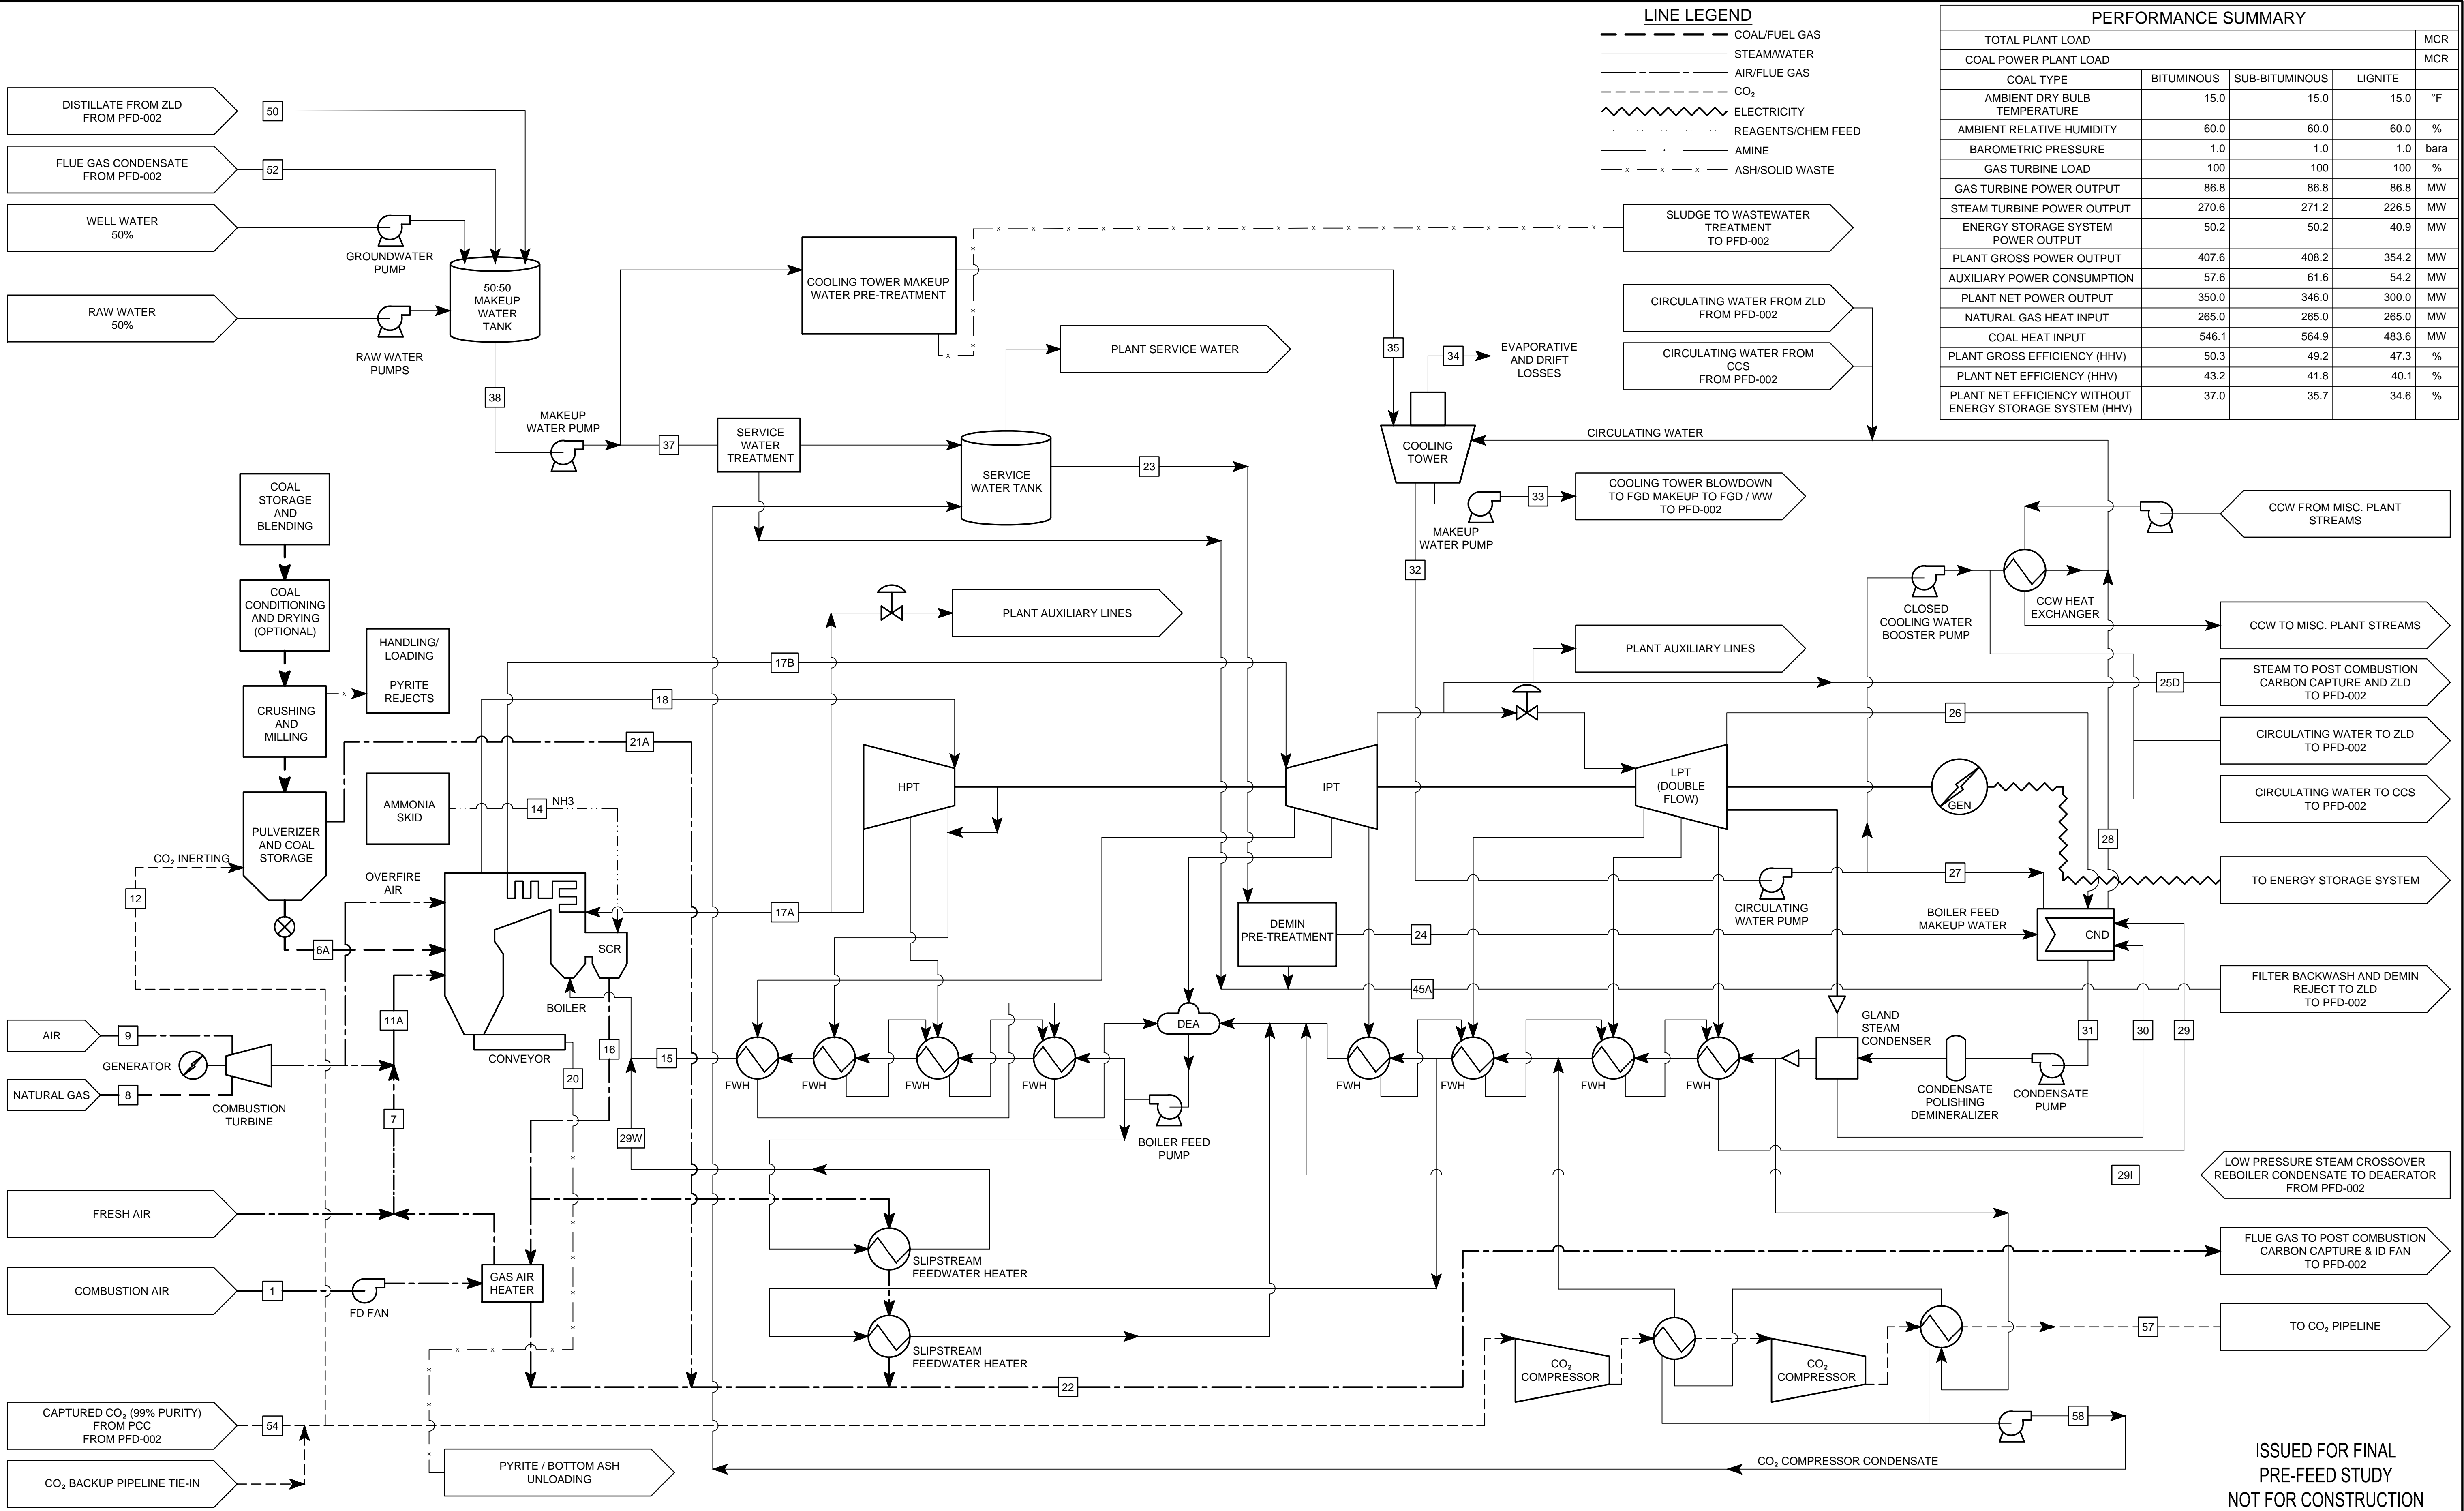 LINE LEGEND
COAL/FUEL GAS
STEAM/WATER
AIR/FLUE GAS
CO₂
ELECTRICITY
REAGENTS/CHEM FEED
AMINE
ASH/SOLID WASTE
PERFORMANCE SUMMARY
TOTAL PLANT LOAD MCR
COAL POWER PLANT LOAD MCR
COAL TYPE BITUMINOUS SUB-BITUMINOUS LIGNITE
AMBIENT DRY BULB
TEMPERATURE 15.0 15.0 15.0 °F
AMBIENT RELATIVE HUMIDITY 60.0 60.0 60.0 %
BAROMETRIC PRESSURE 1.0 1.0 1.0 bara
GAS TURBINE LOAD 100 100 100 %
GAS TURBINE POWER OUTPUT 86.8 86.8 86.8 MW
STEAM TURBINE POWER OUTPUT 270.6 271.2 226.5 MW
ENERGY STORAGE SYSTEM
POWER OUTPUT 50.2 50.2 40.9 MW
PLANT GROSS POWER OUTPUT 407.6 408.2 354.2 MW
AUXILIARY POWER CONSUMPTION 57.6 61.6 54.2 MW
PLANT NET POWER OUTPUT 350.0 346.0 300.0 MW
NATURAL GAS HEAT INPUT 265.0 265.0 265.0 MW
COAL HEAT INPUT 546.1 564.9 483.6 MW
PLANT GROSS EFFICIENCY (HHV) 50.3 49.2 47.3 %
PLANT NET EFFICIENCY (HHV) 43.2 41.8 40.1 %
PLANT NET EFFICIENCY WITHOUT
ENERGY STORAGE SYSTEM (HHV) 37.0 35.7 34.6 %
DISTILLATE FROM ZLD
FROM PFD-002
50
FLUE GAS CONDENSATE
FROM PFD-002
52
WELL WATER
50%
GROUNDWATER
PUMP
RAW WATER
50%
RAW WATER
PUMPS
50:50
MAKEUP
WATER
TANK
38
MAKEUP
WATER PUMP
37
COOLING TOWER MAKEUP
WATER PRE-TREATMENT
SERVICE
WATER
TREATMENT
SERVICE
WATER TANK
PLANT SERVICE WATER
23
SLUDGE TO WASTEWATER
TREATMENT
TO PFD-002
CIRCULATING WATER FROM ZLD
FROM PFD-002
CIRCULATING WATER FROM
CCS
FROM PFD-002
35
34
EVAPORATIVE
AND DRIFT
LOSSES
COOLING
TOWER
CIRCULATING WATER
33
COOLING TOWER BLOWDOWN
TO FGD MAKEUP TO FGD / WW
TO PFD-002
MAKEUP
WATER PUMP
32
CCW FROM MISC. PLANT
STREAMS
CLOSED
COOLING WATER
BOOSTER PUMP
CCW HEAT
EXCHANGER
CCW TO MISC. PLANT STREAMS
STEAM TO POST COMBUSTION
CARBON CAPTURE AND ZLD
TO PFD-002
25D
CIRCULATING WATER TO ZLD
TO PFD-002
CIRCULATING WATER TO CCS
TO PFD-002
TO ENERGY STORAGE SYSTEM
FILTER BACKWASH AND DEMIN
REJECT TO ZLD
TO PFD-002
COAL
STORAGE
AND
BLENDING
COAL
CONDITIONING
AND DRYING
(OPTIONAL)
HANDLING/
LOADING
PYRITE
REJECTS
CRUSHING
AND
MILLING
PULVERIZER
AND COAL
STORAGE
AMMONIA
SKID
14
NH3
21A
18
17B
17A
PLANT AUXILIARY LINES
PLANT AUXILIARY LINES
HPT
IPT
LPT
(DOUBLE
FLOW)
GEN
26
28
27
CO₂ INERTING
12
OVERFIRE
AIR
6A
11A
SCR
BOILER
CONVEYOR
16
20
15
29W
DEMIN
PRE-TREATMENT
24
45A
CIRCULATING
WATER PUMP
BOILER FEED
MAKEUP WATER
CND
31
30
29
GLAND
STEAM
CONDENSER
CONDENSATE
POLISHING
DEMINERALIZER
CONDENSATE
PUMP
AIR
9
GENERATOR
NATURAL GAS
8
COMBUSTION
TURBINE
7
FWH
FWH
FWH
FWH
DEA
BOILER FEED
PUMP
FWH
FWH
FWH
FWH
LOW PRESSURE STEAM CROSSOVER
REBOILER CONDENSATE TO DEAERATOR
FROM PFD-002
29I
FRESH AIR
COMBUSTION AIR
1
FD FAN
GAS AIR
HEATER
SLIPSTREAM
FEEDWATER HEATER
SLIPSTREAM
FEEDWATER HEATER
22
FLUE GAS TO POST COMBUSTION
CARBON CAPTURE & ID FAN
TO PFD-002
CO₂
COMPRESSOR
CO₂
COMPRESSOR
57
TO CO₂ PIPELINE
CAPTURED CO₂ (99% PURITY)
FROM PCC
FROM PFD-002
54
CO₂ BACKUP PIPELINE TIE-IN
PYRITE / BOTTOM ASH
UNLOADING
58
CO₂ COMPRESSOR CONDENSATE
ISSUED FOR FINAL
PRE-FEED STUDY
NOT FOR CONSTRUCTION